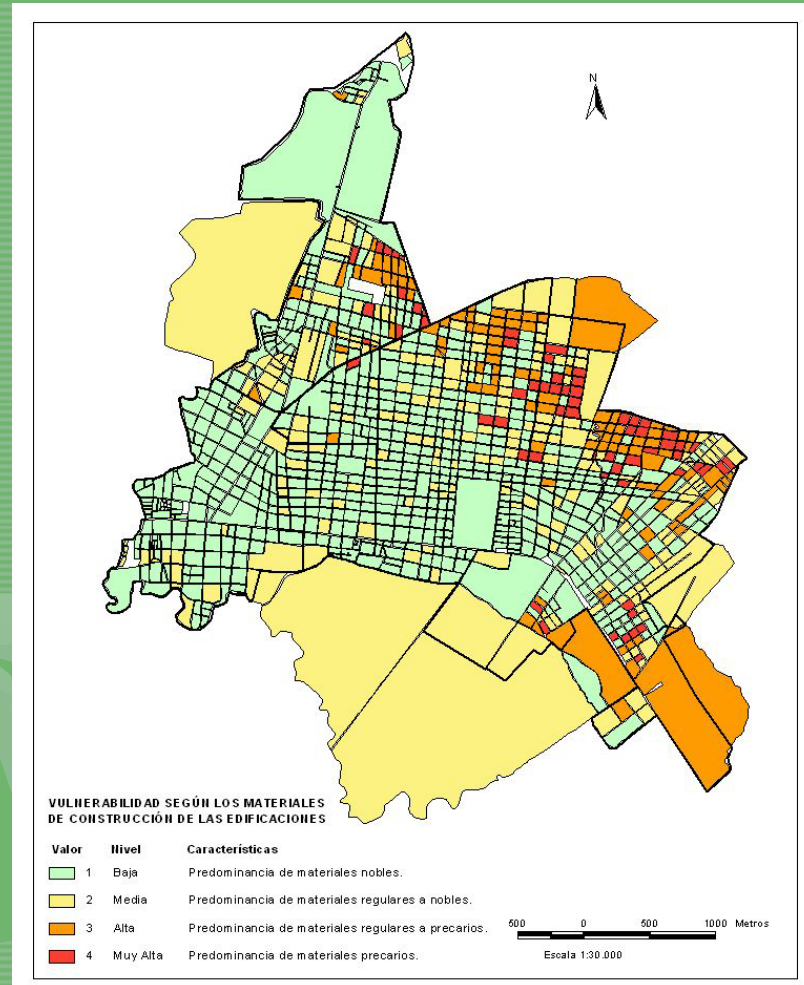 N
VULNERABILIDAD SEGÚN LOS MATERIALES
DE CONSTRUCCIÓN DE LAS EDIFICACIONES
Valor Nivel Características
1 Baja Predominancia de materiales nobles.
2 Media Predominancia de materiales regulares a nobles.
3 Alta Predominancia de materiales regulares a precarios.
4 Muy Alta Predominancia de materiales precarios.
500 0 500 1000 Metros
Escala 1:30.000